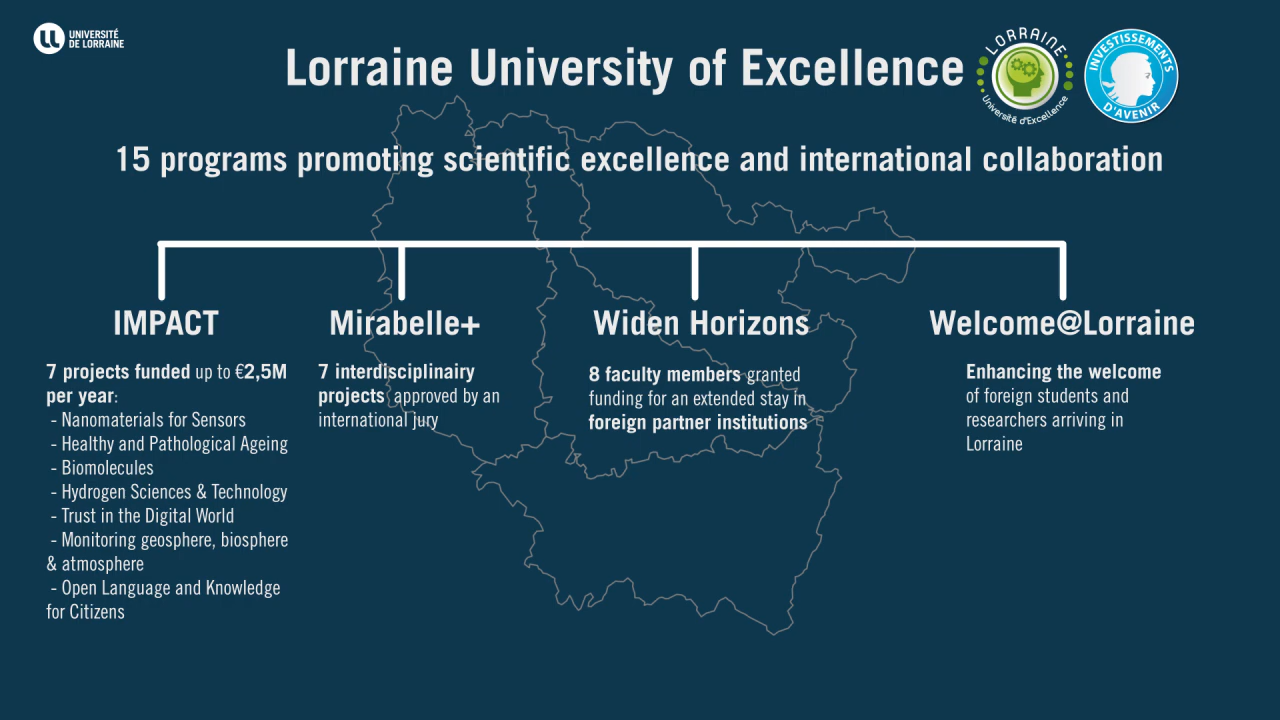 UNIVERSITÉ
DE LORRAINE
Lorraine University of Excellence
LORRAINE
Université d'Excellence
INVESTISSEMENTS
D'AVENIR
15 programs promoting scientific excellence and international collaboration
IMPACT
7 projects funded up to €2,5M
per year:
- Nanomaterials for Sensors
- Healthy and Pathological Ageing
- Biomolecules
- Hydrogen Sciences & Technology
- Trust in the Digital World
- Monitoring geosphere, biosphere
& atmosphere
- Open Language and Knowledge
for Citizens
Mirabelle+
7 interdisciplinairy
projects approved by an
international jury
Widen Horizons
8 faculty members granted
funding for an extended stay in
foreign partner institutions
Welcome@Lorraine
Enhancing the welcome
of foreign students and
researchers arriving in
Lorraine